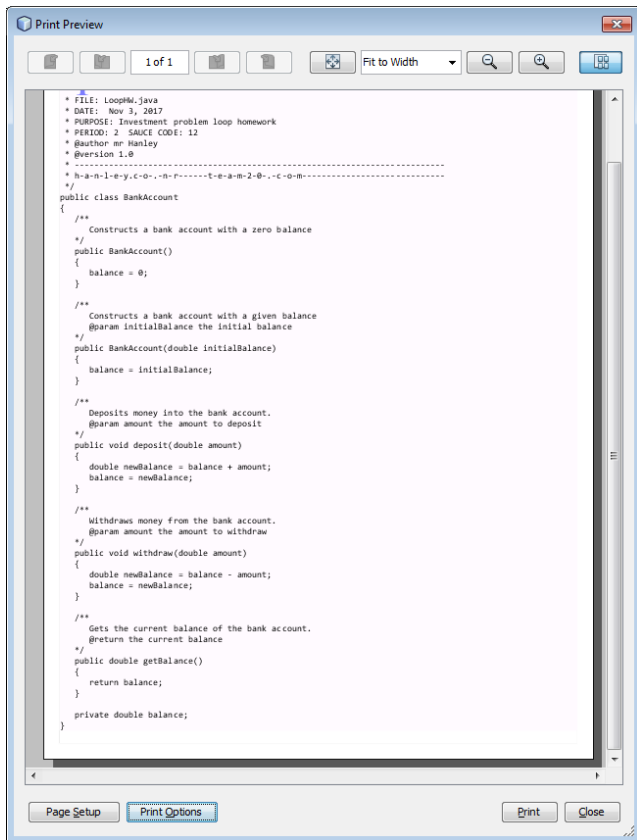 Print Preview
1 of 1
Fit to Width
* FILE: LoopHW.java
* DATE:  Nov 3, 2017
* PURPOSE: Investment problem loop homework
* PERIOD: 2  SAUCE CODE: 12
* @author mr Hanley
* @version 1.0
* -----------------------------------------------------------------------
* h-a-n-l-e-y.c-o-.-n-r------t-e-a-m-2-0-.-c-o-m---------------------------
*/
public class BankAccount
{
/**
Constructs a bank account with a zero balance
*/
public BankAccount()
{
balance = 0;
}
/**
Constructs a bank account with a given balance
@param initialBalance the initial balance
*/
public BankAccount(double initialBalance)
{
balance = initialBalance;
}
/**
Deposits money into the bank account.
@param amount the amount to deposit
*/
public void deposit(double amount)
{
double newBalance = balance + amount;
balance = newBalance;
}
/**
Withdraws money from the bank account.
@param amount the amount to withdraw
*/
public void withdraw(double amount)
{
double newBalance = balance - amount;
balance = newBalance;
}
/**
Gets the current balance of the bank account.
@return the current balance
*/
public double getBalance()
{
return balance;
}
private double balance;
}
Page Setup
Print Options
Print
Close